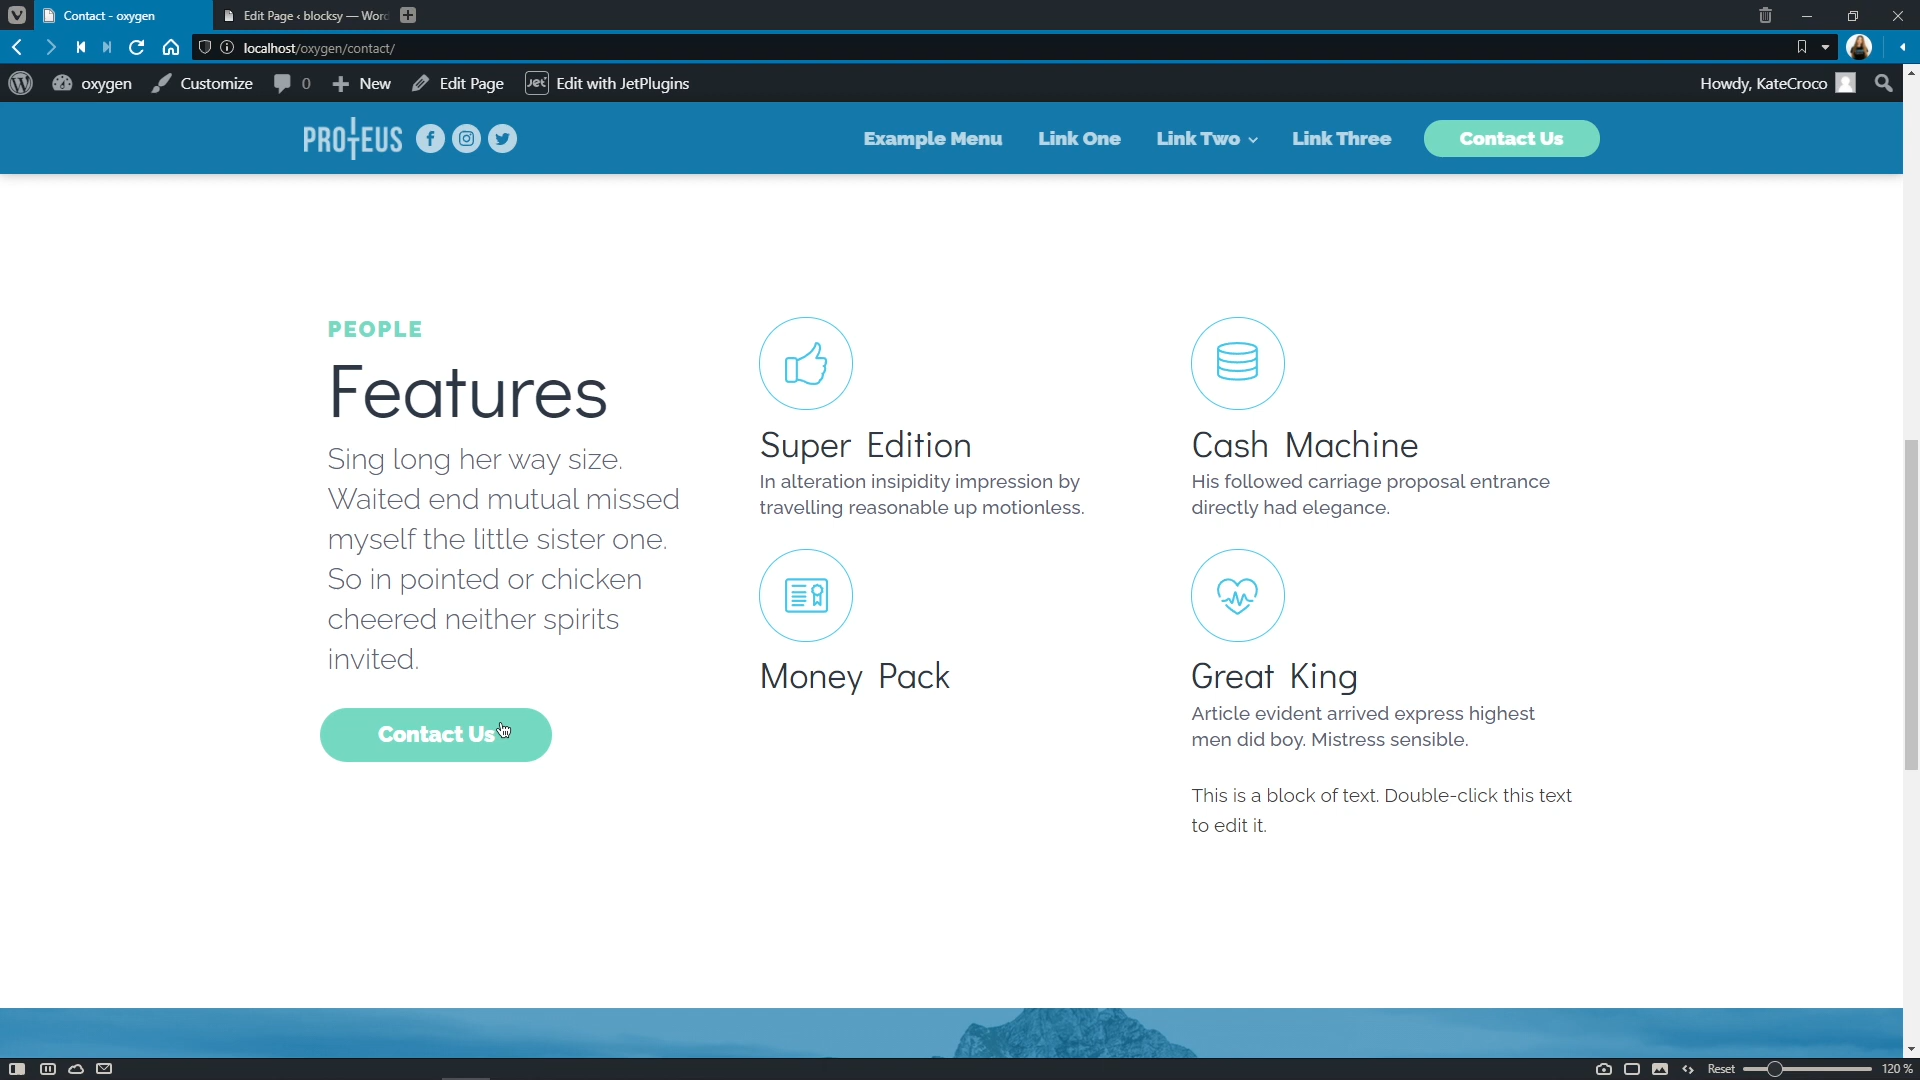 Contact - oxygen
Edit Page ‹ blocksy — Wor
localhost/oxygen/contact/
oxygen
Customize
0
New
Edit Page
Jet
Edit with JetPlugins
Howdy, KateCroco
PROTEUS
Example Menu
Link One
Link Two
Link Three
Contact Us
PEOPLE
Features
Sing long her way size.
Waited end mutual missed
myself the little sister one.
So in pointed or chicken
cheered neither spirits
invited.
Contact Us
Super Edition
In alteration insipidity impression by
travelling reasonable up motionless.
Cash Machine
His followed carriage proposal entrance
directly had elegance.
Money Pack
Great King
Article evident arrived express highest
men did boy. Mistress sensible.
This is a block of text. Double-click this text
to edit it.
Reset
120 %